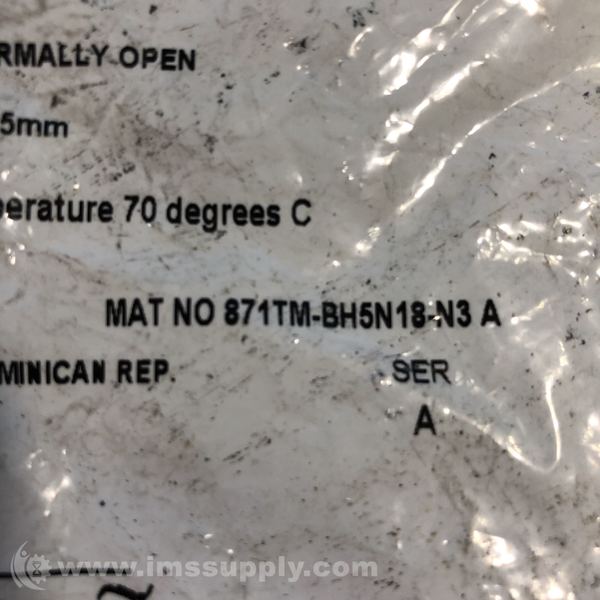 RMALLY OPEN
5mm
perature 70 degrees C
MAT NO 871TM-BH5N18-N3 A
MINICAN REP.
SER
A
www.imssupply.com